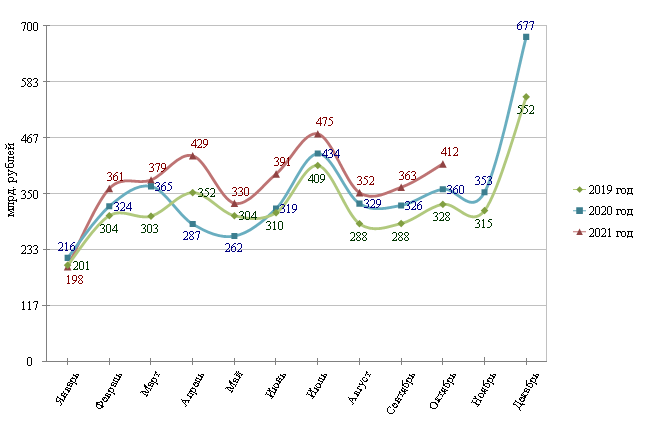 700
583
467
350
233
117
0
млрд. рублей
677
552
475
434
409
429
352
287
379
365
303
361
324
304
216
201
198
330
304
262
391
319
310
352
329
288
363
326
288
412
360
328
353
315
2019 год
2020 год
2021 год
Январь
Февраль
Март
Апрель
Май
Июнь
Июль
Август
Сентябрь
Октябрь
Ноябрь
Декабрь